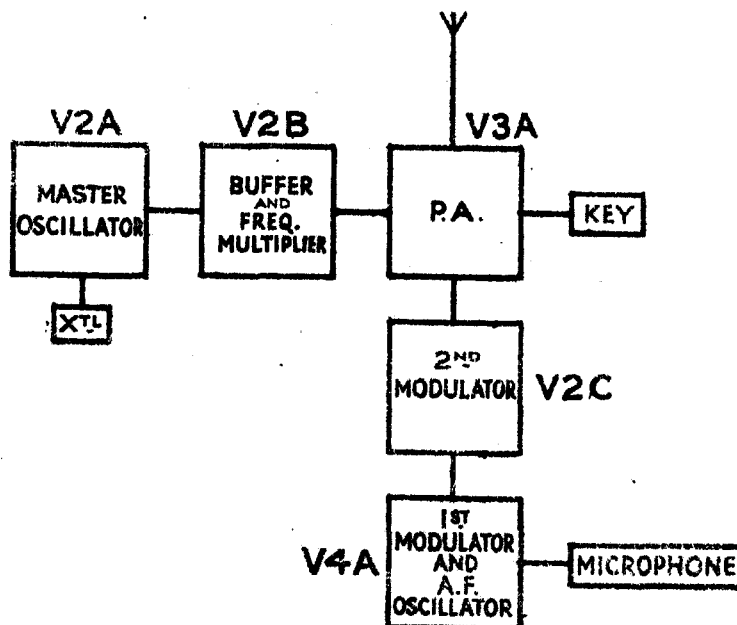 V2A
MASTER
OSCILLATOR
XTL
V2B
BUFFER
AND
FREQ.
MULTIPLIER
V3A
P.A.
KEY
2ND
MODULATOR
V2C
V4A
1ST
MODULATOR
AND
A.F.
OSCILLATOR
MICROPHONE